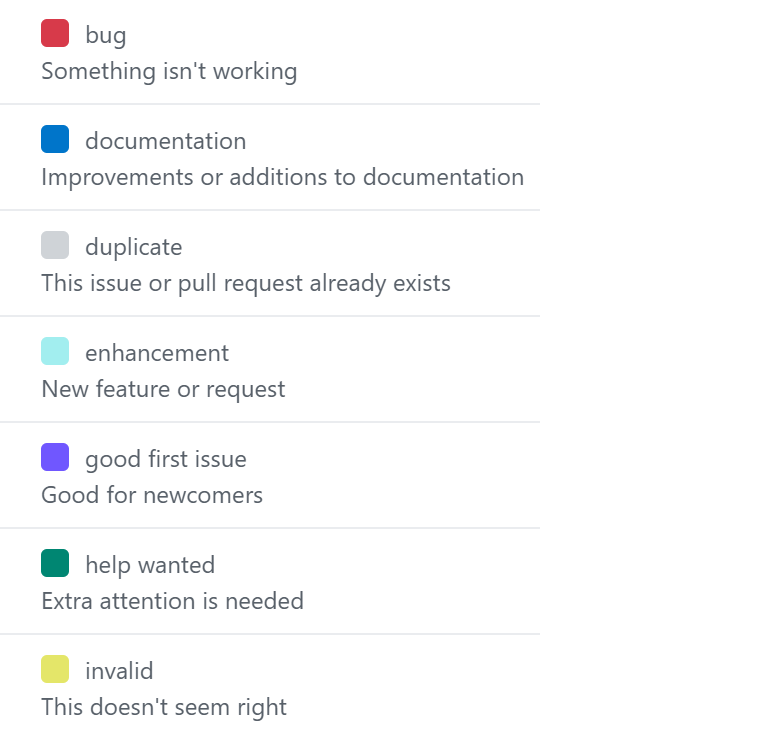 bug
Something isn't working
documentation
Improvements or additions to documentation
duplicate
This issue or pull request already exists
enhancement
New feature or request
good first issue
Good for newcomers
help wanted
Extra attention is needed
invalid
This doesn't seem right